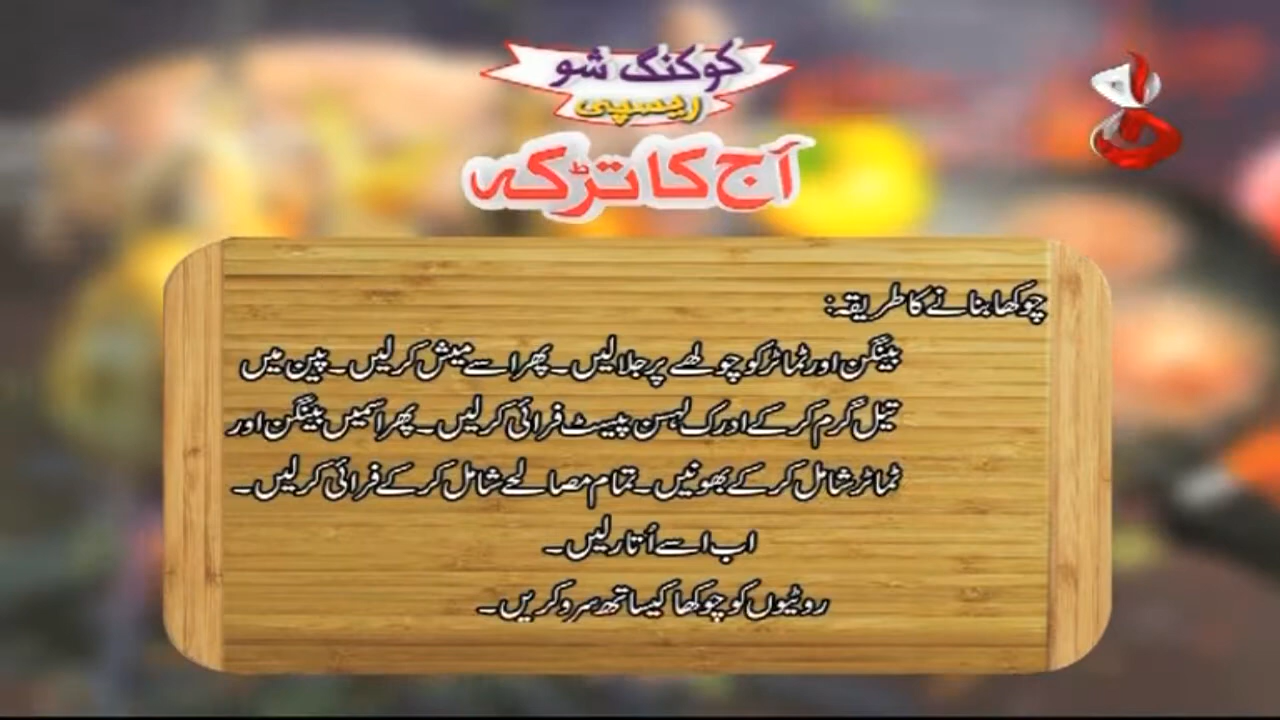 کوکنگ شو
ریسپی
آج کا تڑکہ
چوکھا بنانے کا طریقہ:
بینگن اور ٹماٹر کو چولھے پر جلا لیں۔ پھر اسے میش کرلیں۔ پین میں
تیل گرم کر کے ادرک لہسن پیسٹ فرائی کرلیں۔ پھر اسمیں بینگن اور
ٹماٹر شامل کر کے بھونیں۔ تمام مصالحے شامل کر کے فرائی کرلیں۔
اب اسے اُتار لیں۔
روٹیوں کو چوکھا کیساتھ سرو کریں۔